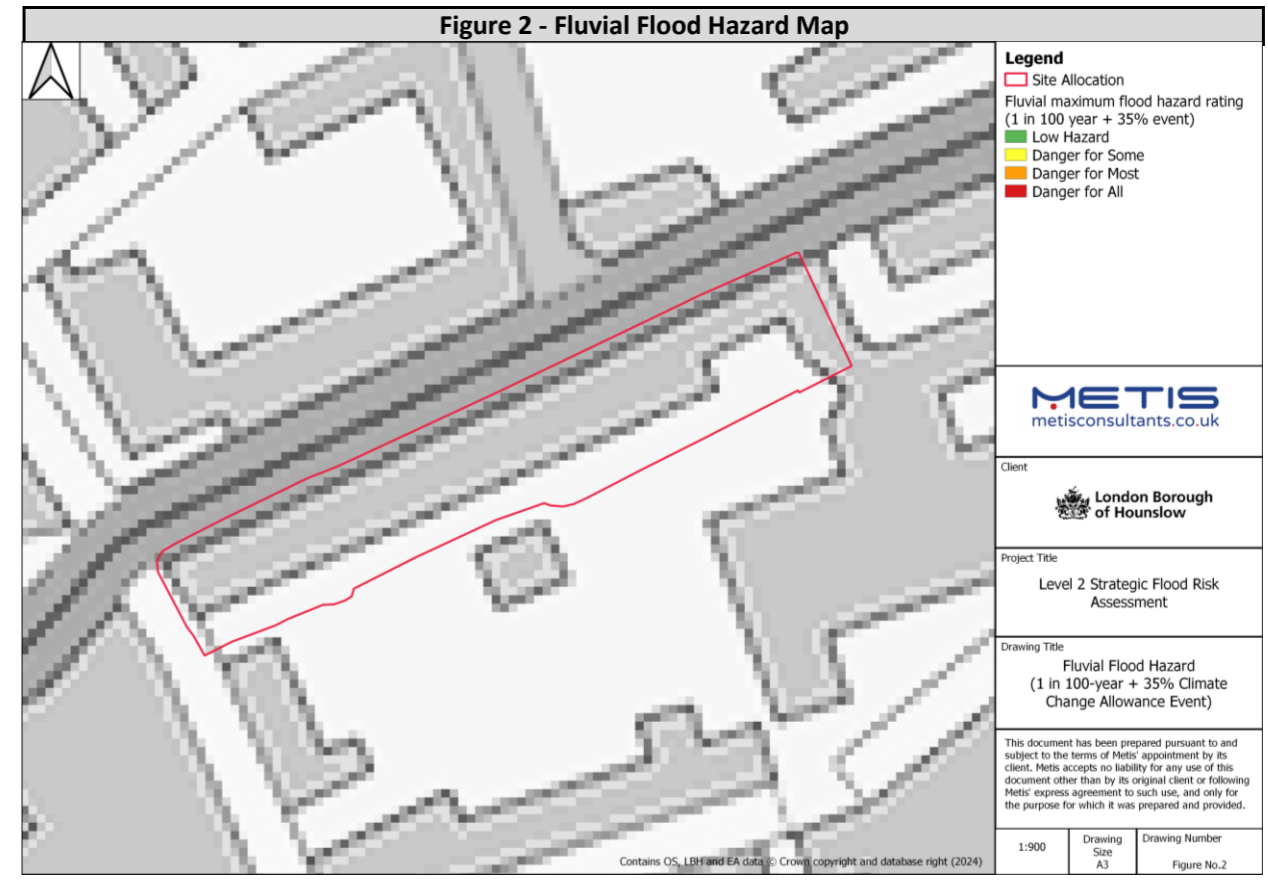 Figure 2 - Fluvial Flood Hazard Map
Legend
Site Allocation
Fluvial maximum flood hazard rating
(1 in 100 year + 35% event)
Low Hazard
Danger for Some
Danger for Most
Danger for All
METIS
metisconsultants.co.uk
Client
London Borough
of Hounslow
Project Title
Level 2 Strategic Flood Risk
Assessment
Drawing Title
Fluvial Flood Hazard
(1 in 100-year + 35% Climate
Change Allowance Event)
This document has been prepared pursuant to and
subject to the terms of Metis' appointment by its
client. Metis accepts no liability for any use of this
document other than by its original client or following
Metis' express agreement to such use, and only for
the purpose for which it was prepared and provided.
1:900
Drawing
Size
A3
Drawing Number
Figure No.2
Contains OS, LBH and EA data © Crown copyright and database right (2024)